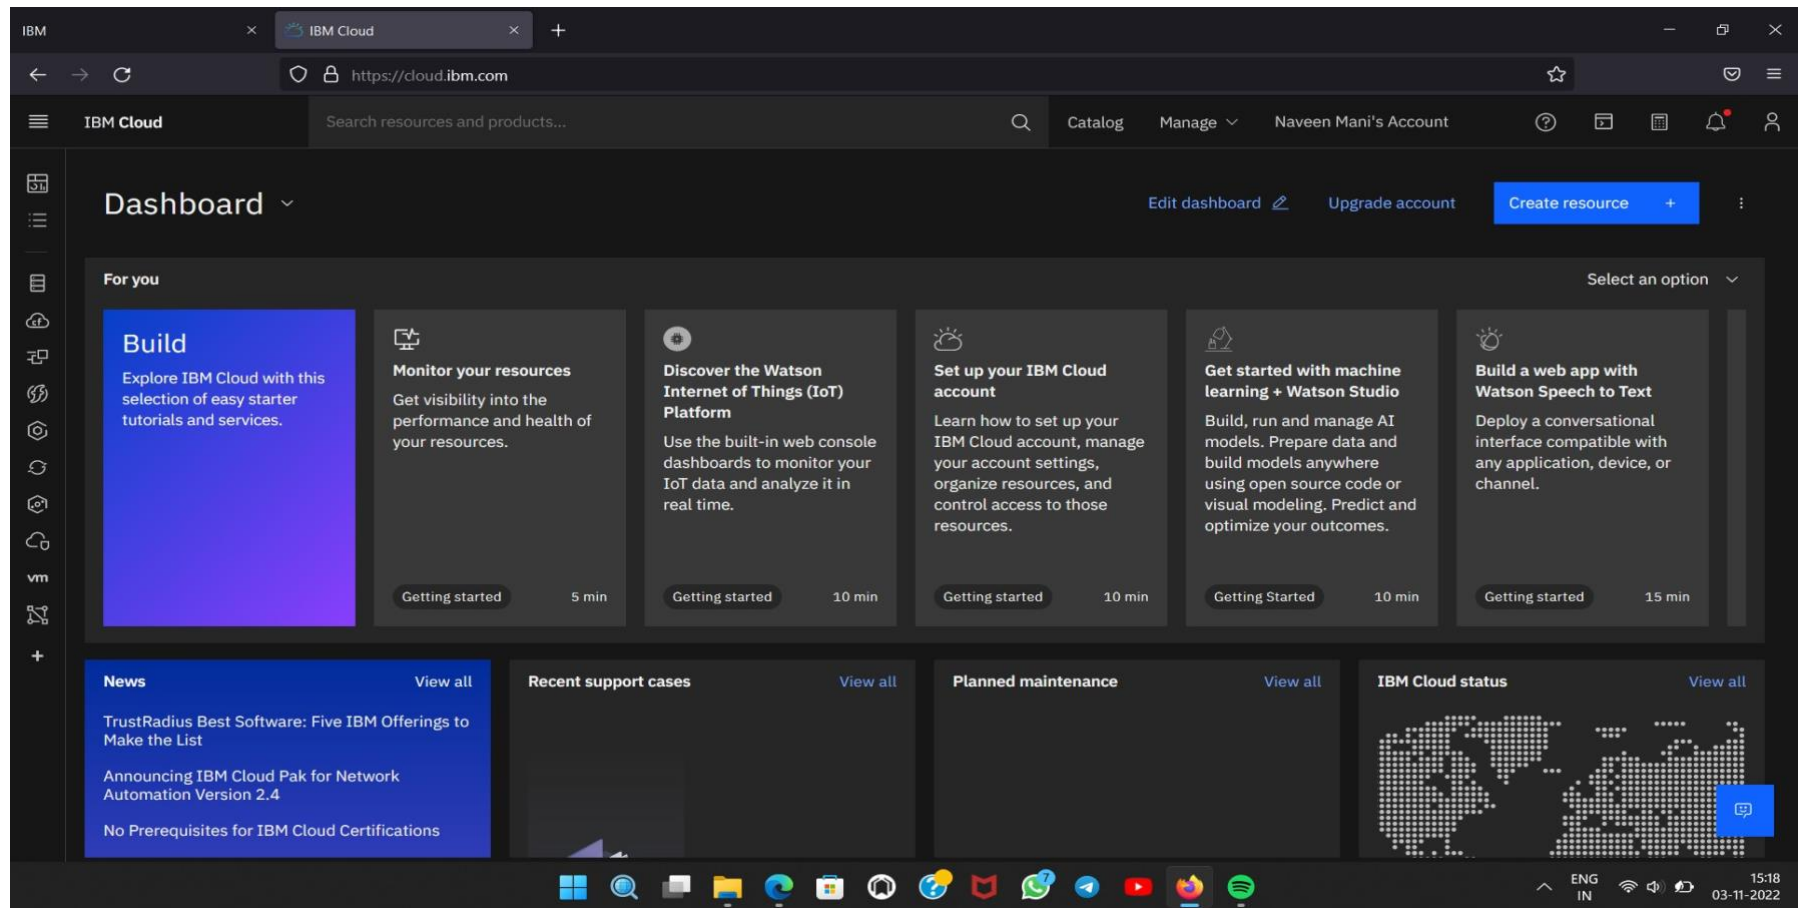 IBM
IBM Cloud
https://cloud.ibm.com
IBM Cloud
Search resources and products...
Catalog
Manage
Naveen Mani's Account
Dashboard
Edit dashboard
Upgrade account
Create resource +
For you
Select an option
Build
Explore IBM Cloud with this
selection of easy starter
tutorials and services.
Monitor your resources
Get visibility into the
performance and health of
your resources.
Getting started
5 min
Discover the Watson
Internet of Things (IoT)
Platform
Use the built-in web console
dashboards to monitor your
IoT data and analyze it in
real time.
Getting started
10 min
Set up your IBM Cloud
account
Learn how to set up your
IBM Cloud account, manage
your account settings,
organize resources, and
control access to those
resources.
Getting started
10 min
Get started with machine
learning + Watson Studio
Build, run and manage AI
models. Prepare data and
build models anywhere
using open source code or
visual modeling. Predict and
optimize your outcomes.
Getting Started
10 min
Build a web app with
Watson Speech to Text
Deploy a conversational
interface compatible with
any application, device, or
channel.
Getting started
15 min
vm
News
View all
TrustRadius Best Software: Five IBM Offerings to
Make the List
Announcing IBM Cloud Pak for Network
Automation Version 2.4
No Prerequisites for IBM Cloud Certifications
Recent support cases
View all
Planned maintenance
View all
IBM Cloud status
View all
7
ENG
IN
15:18
03-11-2022